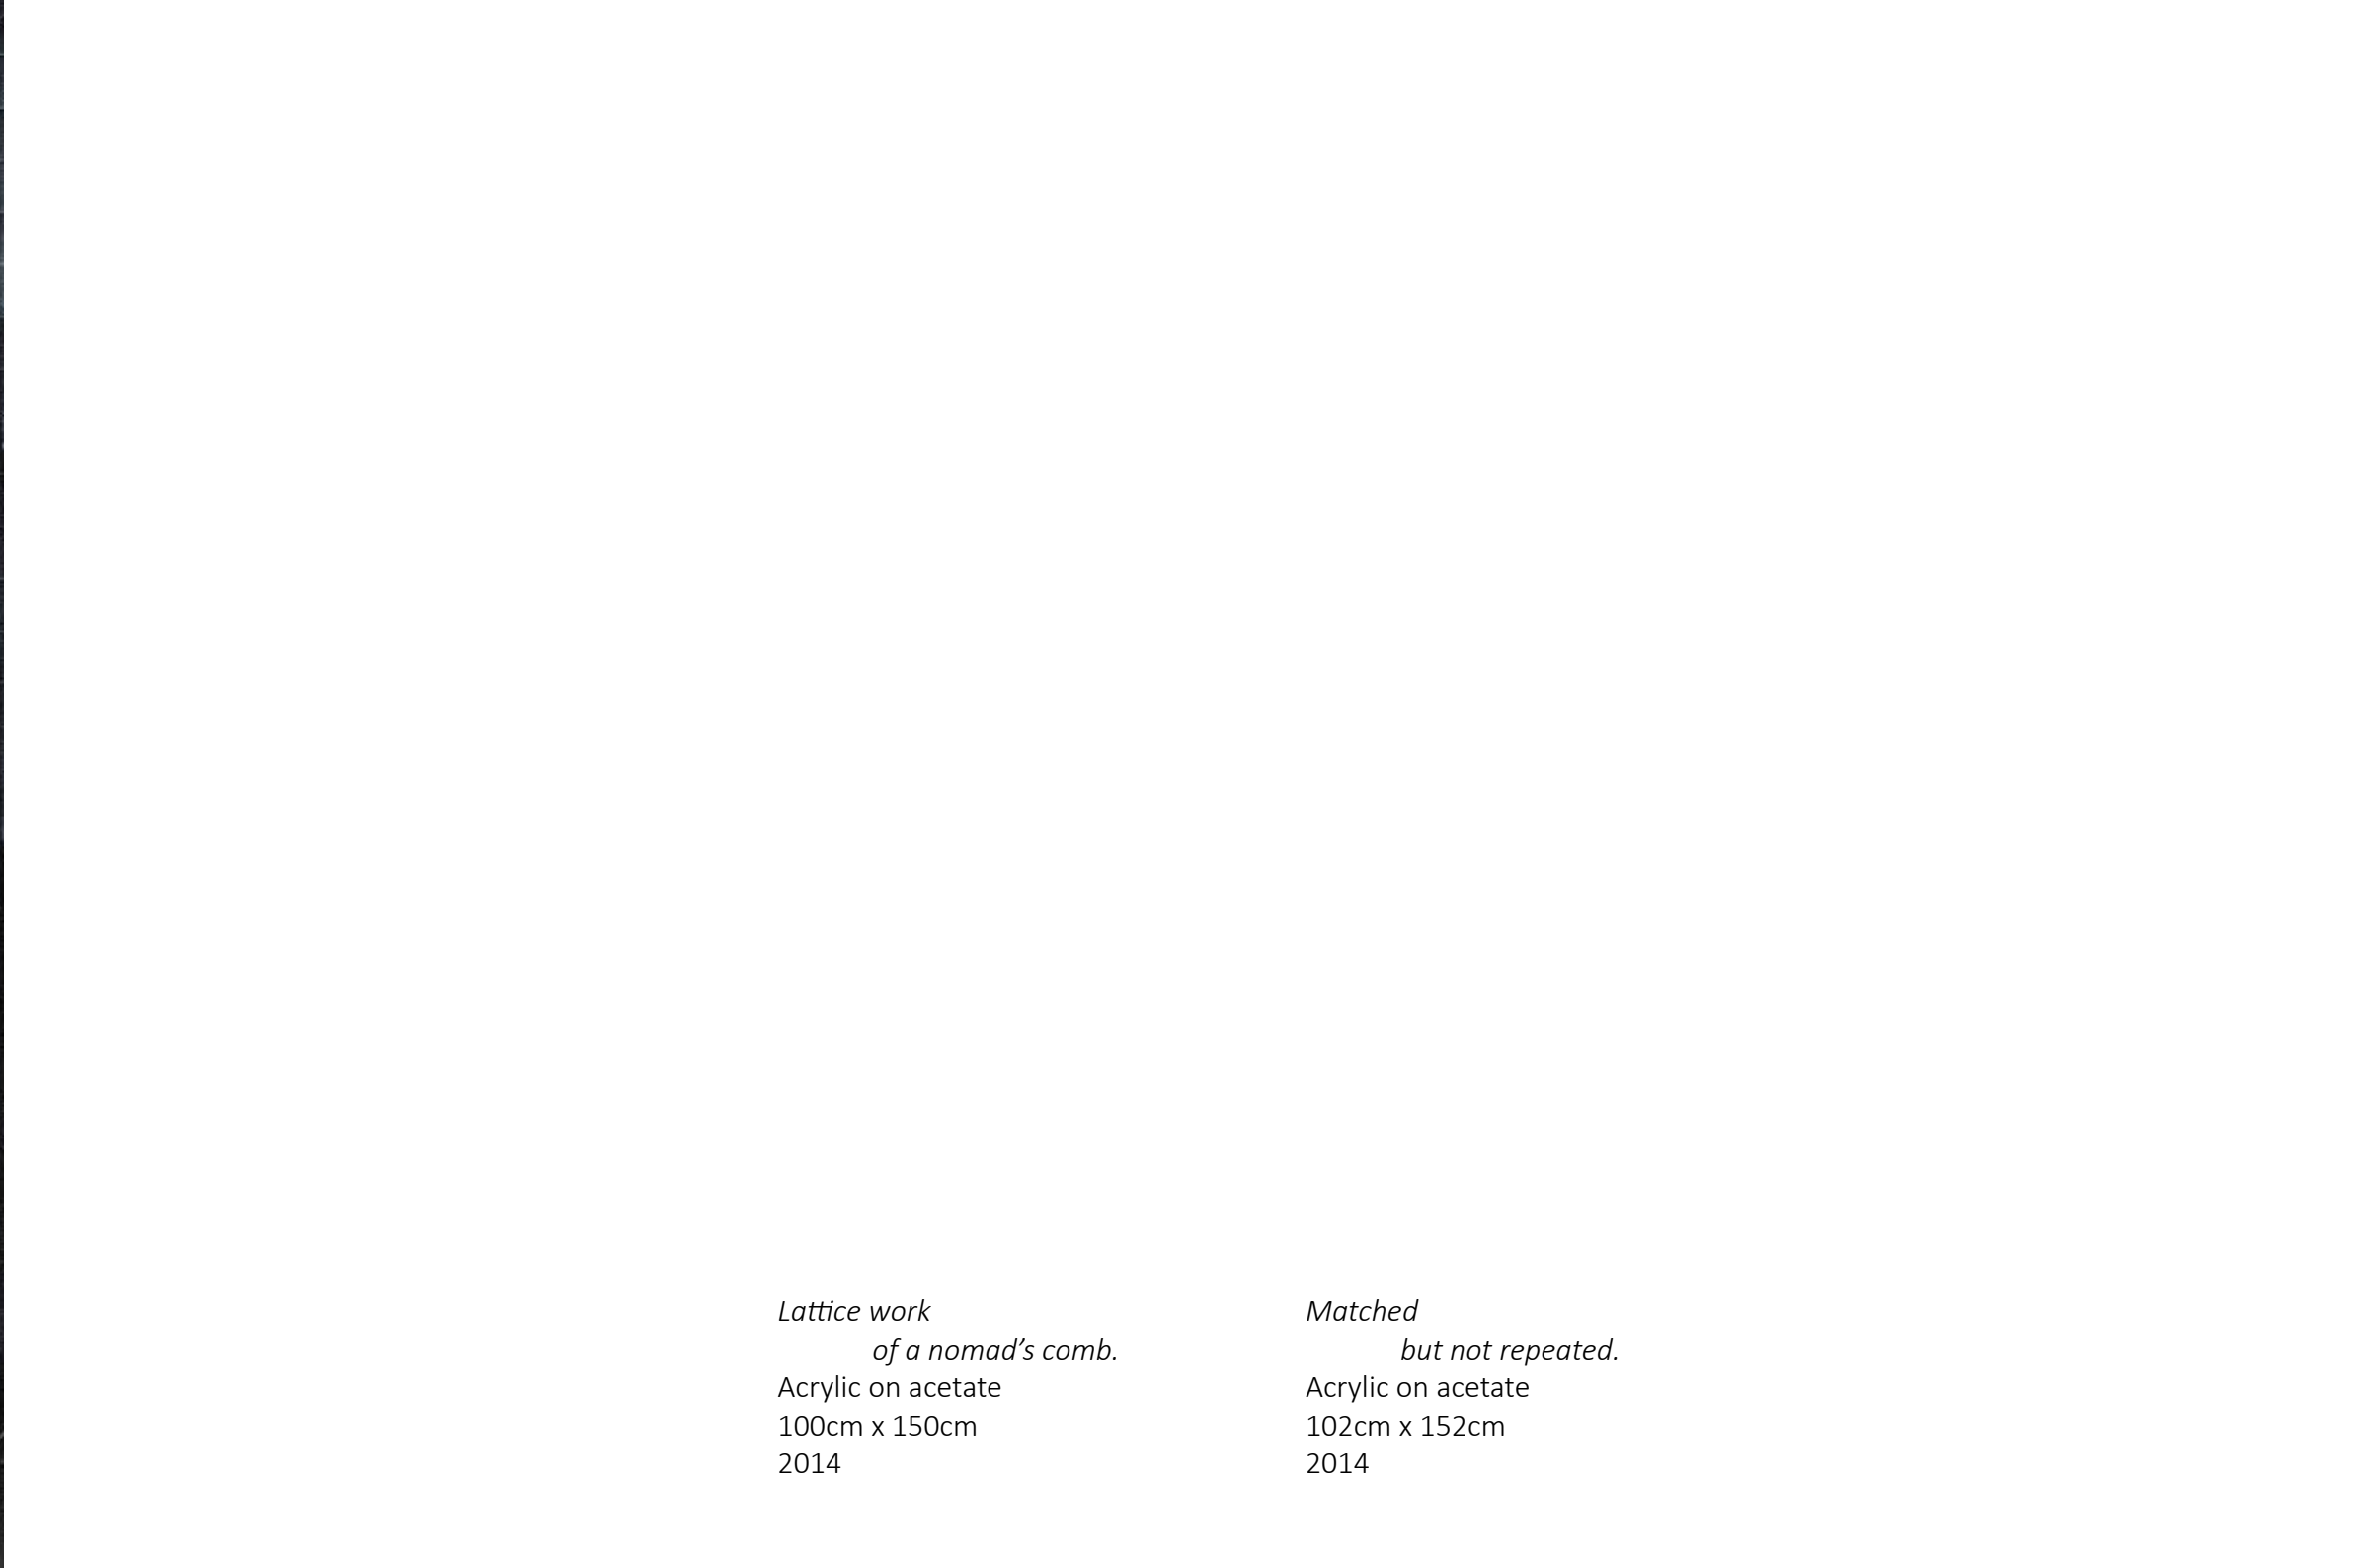 Lattice work
of a nomad’s comb.
Acrylic on acetate
100cm x 150cm
2014
Matched
but not repeated.
Acrylic on acetate
102cm x 152cm
2014